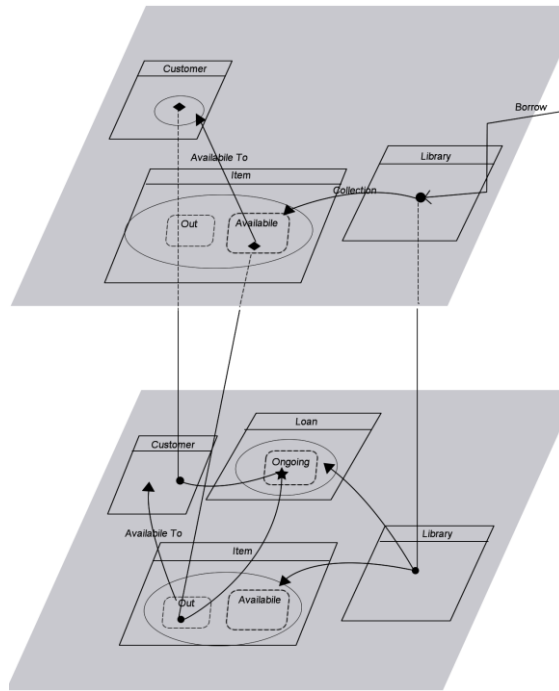 Customer
Borrow
Library
Availabile To
Item
Collection
Out
Availabile
Loan
Customer
Ongoing
Availabile To
Library
Item
Out
Availabile